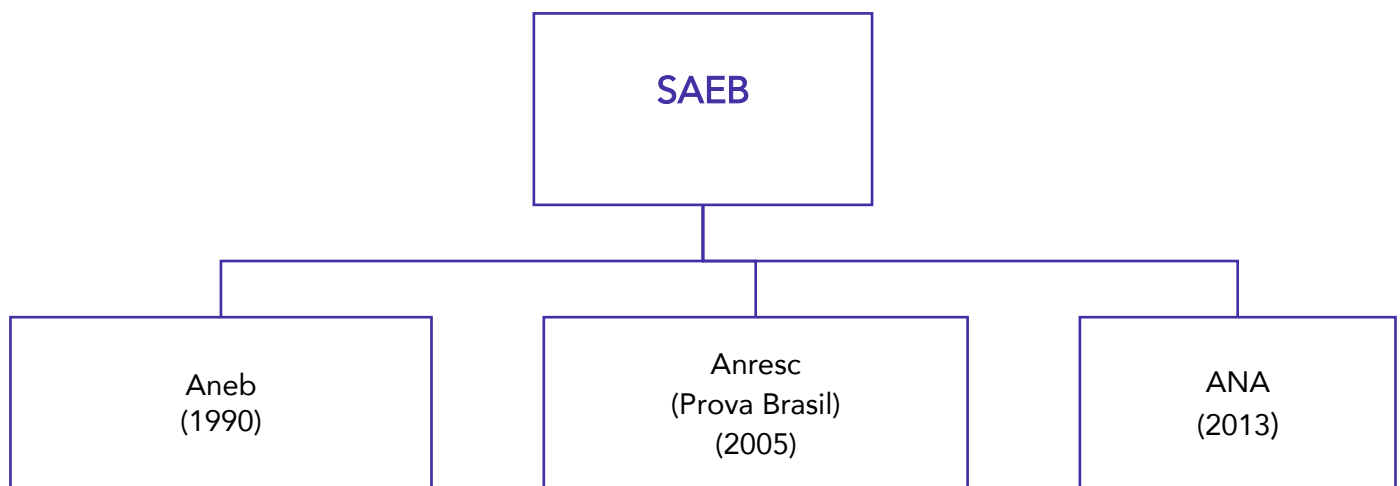 SAEB
Aneb
(1990)
Anresc
(Prova Brasil)
(2005)
ANA
(2013)